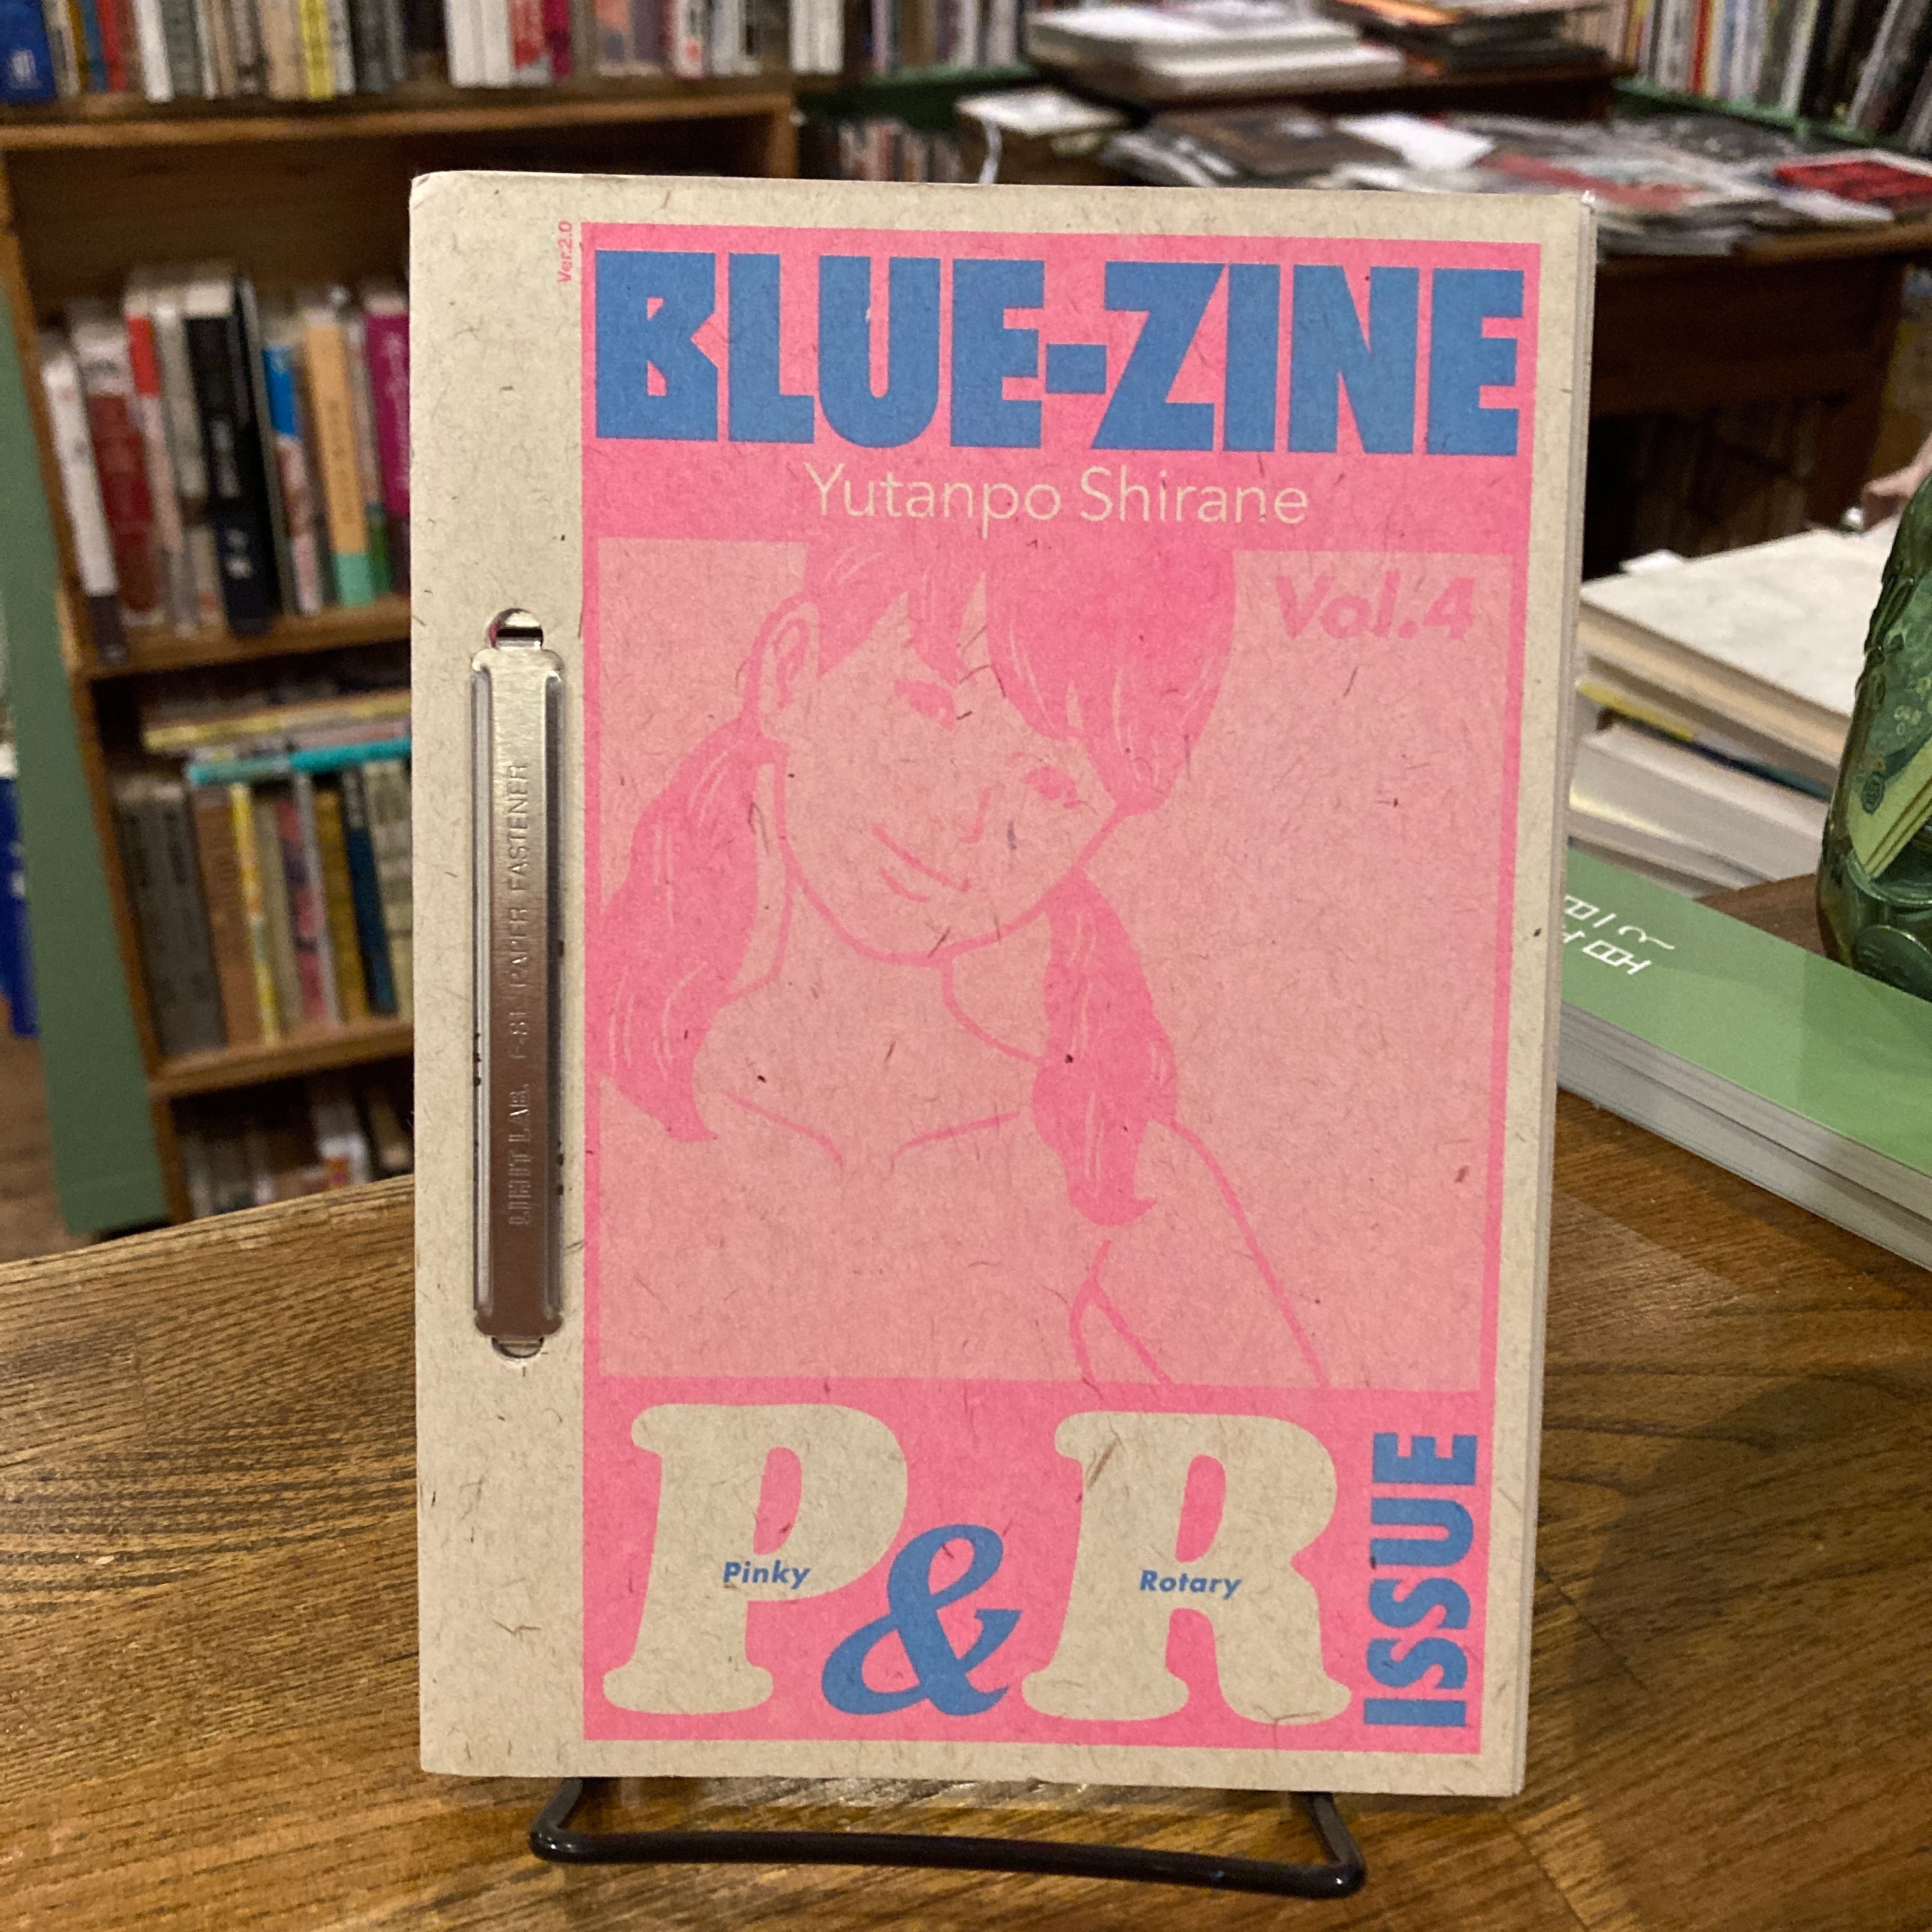 Ver.2.0
BLUE-ZINE
Yutanpo Shirane
Vol.4
P&R
Pinky
Rotary
ISSUE
PAPER FASTENER